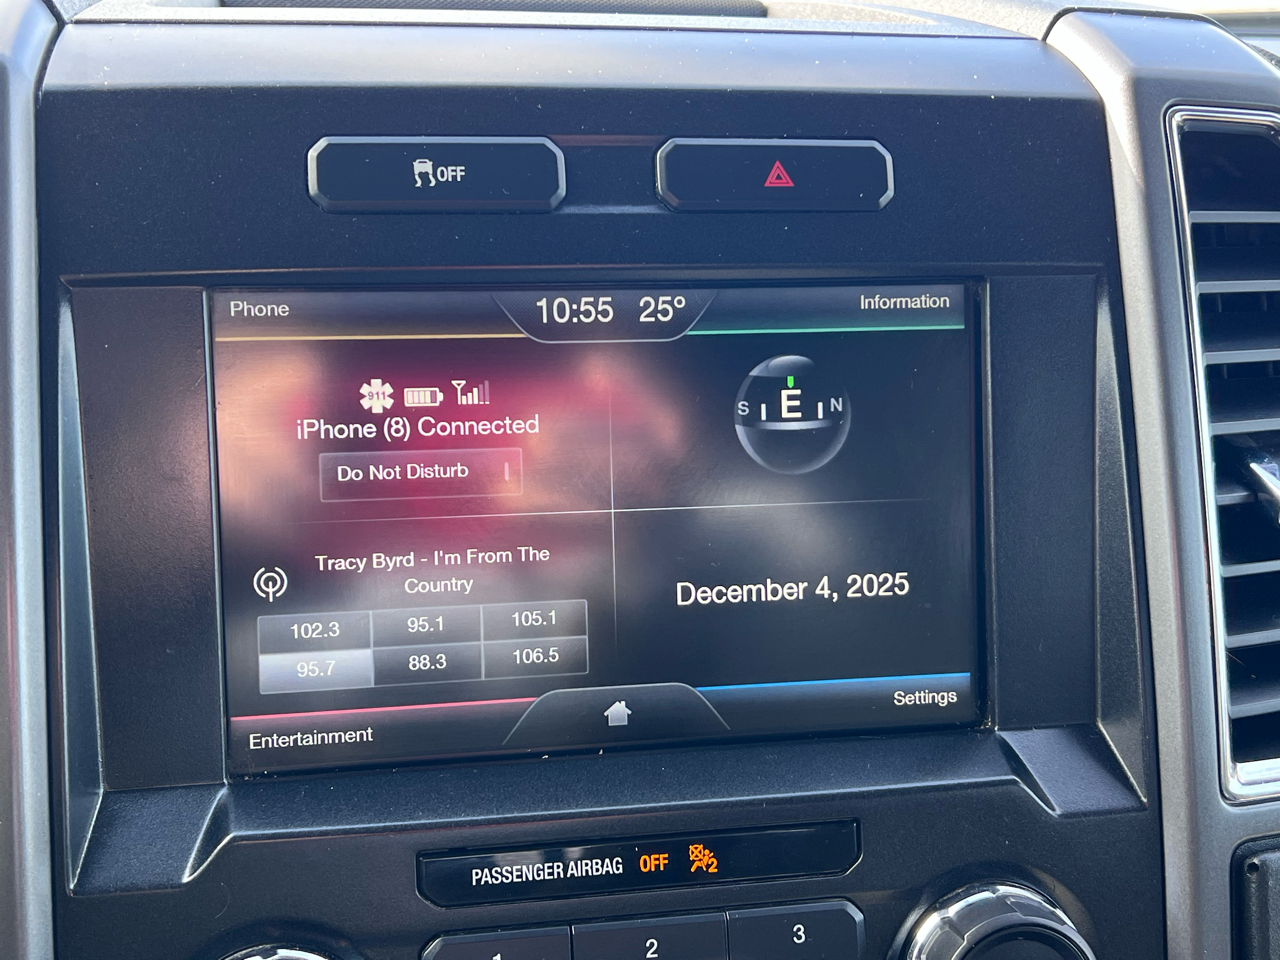 OFF
Phone
10:55 25°
Information
911
iPhone (8) Connected
Do Not Disturb
S E N
Tracy Byrd - I'm From The
Country
102.3 95.1 105.1
95.7 88.3 106.5
December 4, 2025
Entertainment
Settings
PASSENGER AIRBAG OFF 2
1 2 3